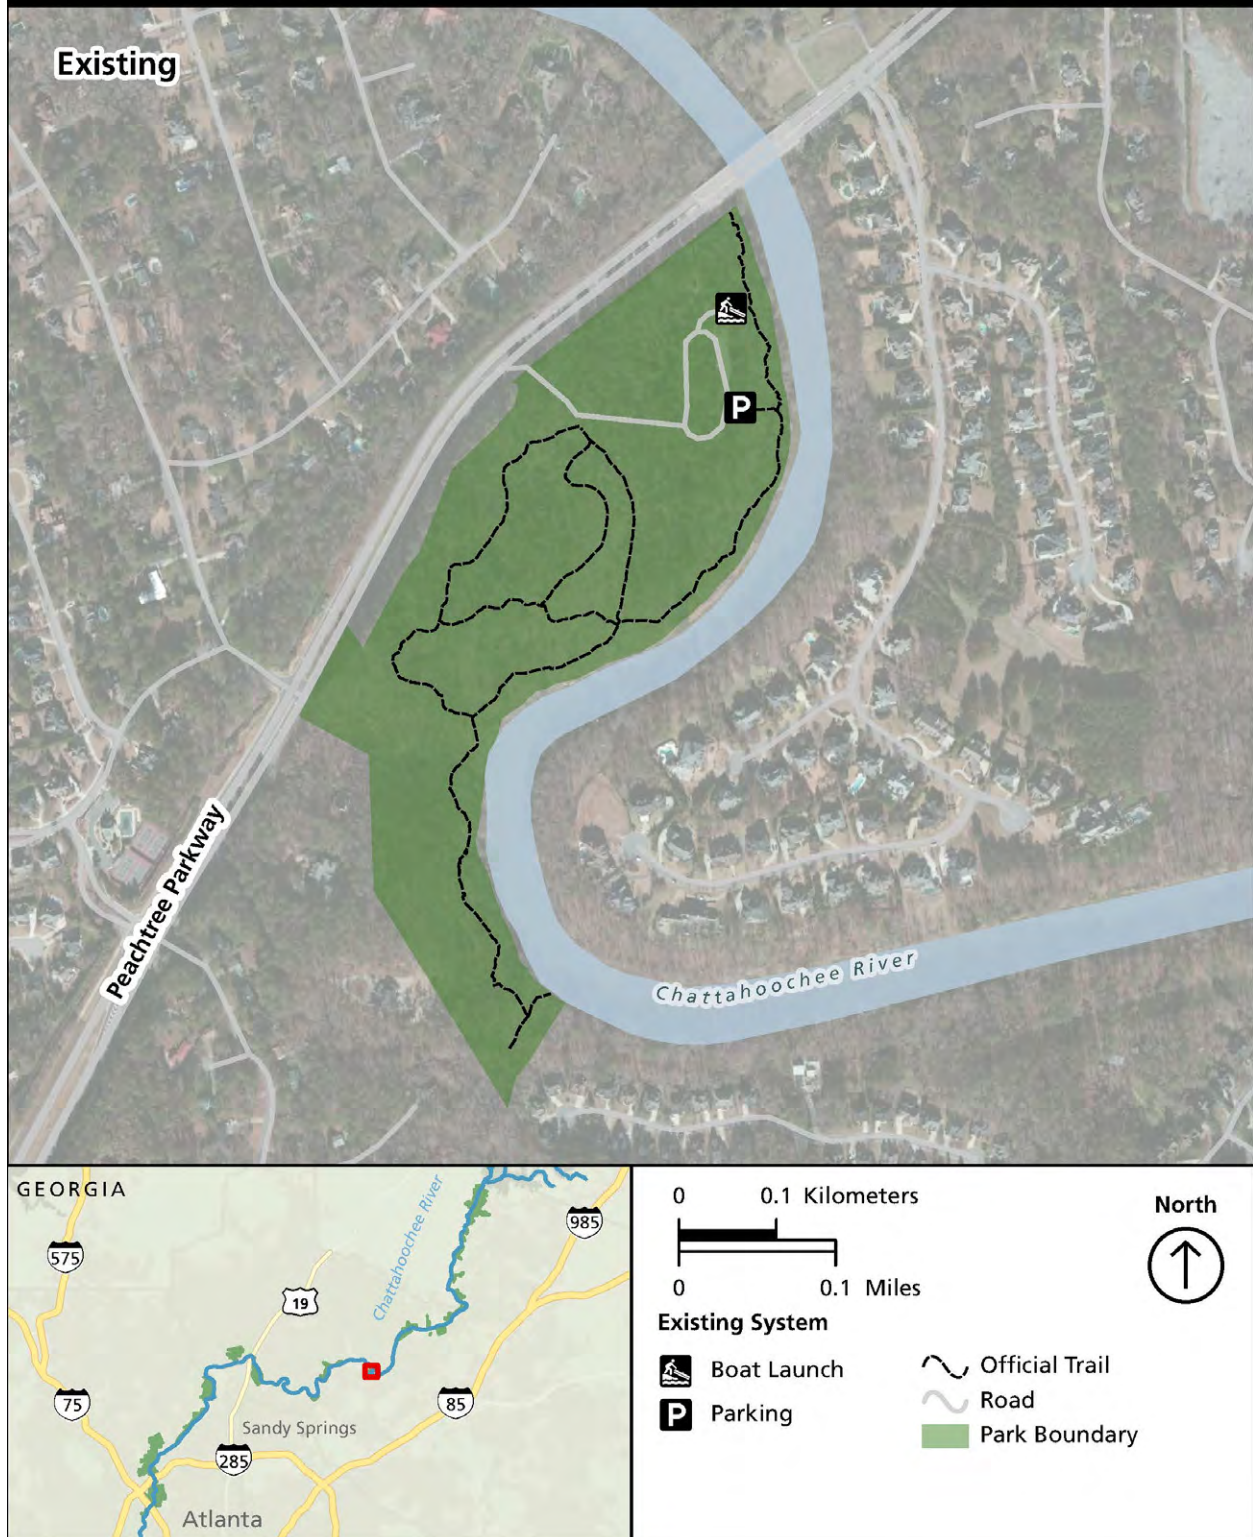 Existing
Peachtree Parkway
Chattahoochee River
P
GEORGIA
Chattahoochee River
575
985
19
75
85
Sandy Springs
285
Atlanta
0 0.1 Kilometers
0 0.1 Miles
North
Existing System
Boat Launch
P Parking
Official Trail
Road
Park Boundary